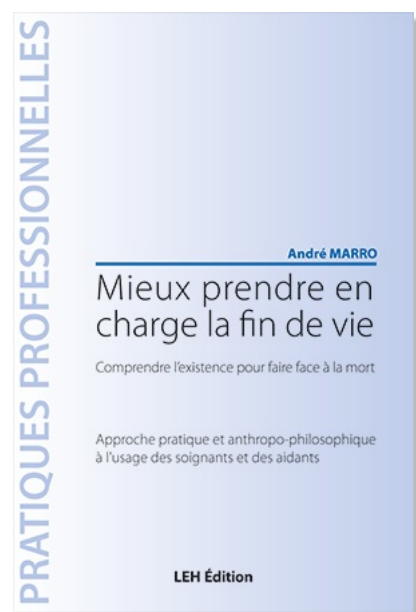 PRATIQUES PROFESSIONNELLES
André MARRO
Mieux prendre en
charge la fin de vie
Comprendre l'existence pour faire face à la mort
Approche pratique et anthropo-philosophique
à l'usage des soignants et des aidants
LEH Édition